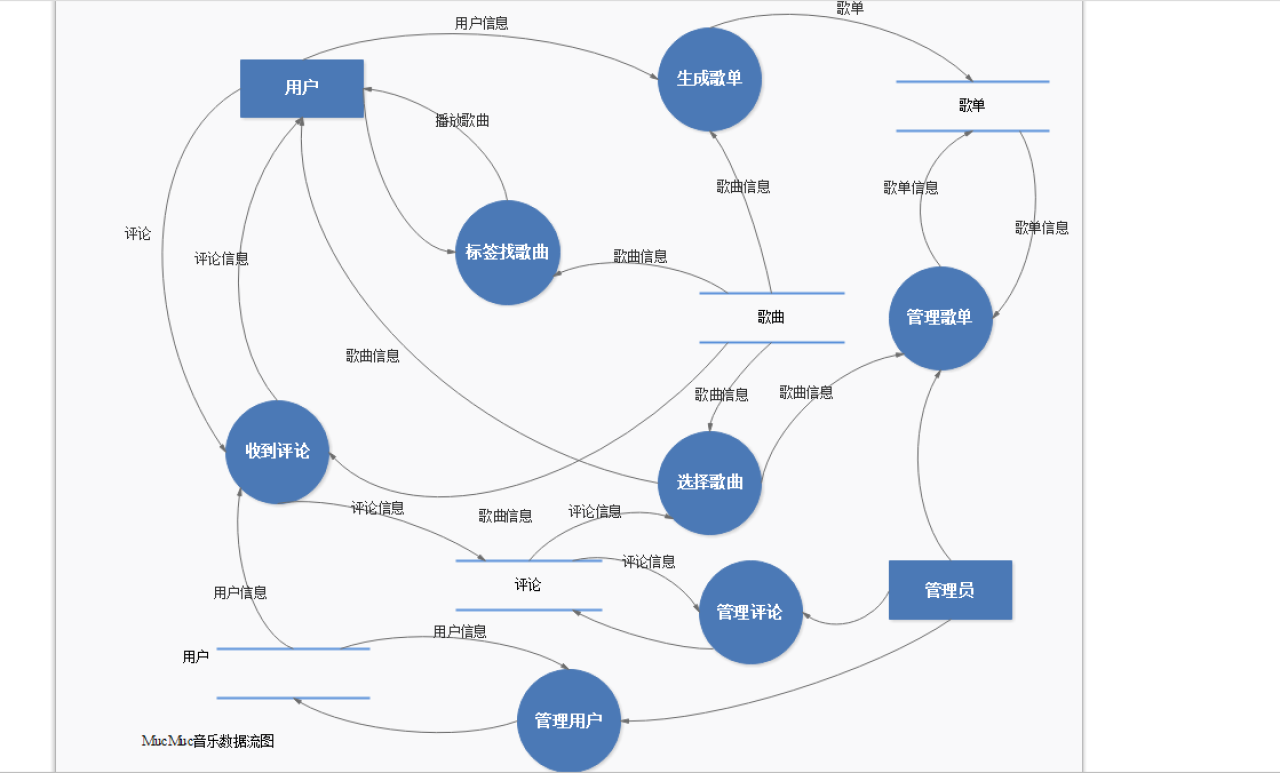 歌单
用户信息
生成歌单
用户
歌单
播放歌曲
歌曲信息
歌单信息
歌单信息
评论
评论信息
标签找歌曲
歌曲信息
歌曲
管理歌单
歌曲信息
歌曲信息
歌曲信息
收到评论
选择歌曲
评论信息
歌曲信息
评论信息
评论信息
评论
管理评论
管理员
用户信息
用户信息
用户
管理用户
MucMuc音乐数据流图